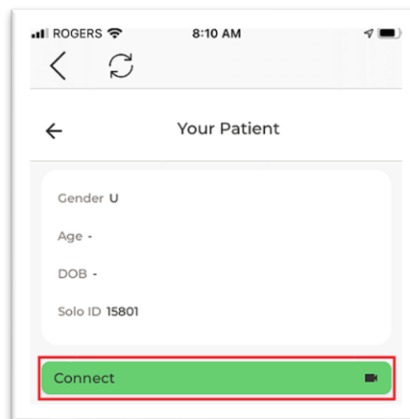 ROGERS 8:10 AM
Your Patient
Gender U
Age -
DOB -
Solo ID 15801
Connect